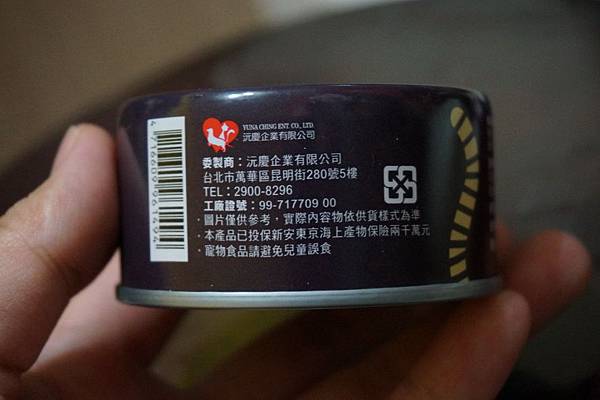 YUNA CHING ENT. CO., LTD.
沅慶企業有限公司
委製商：沅慶企業有限公司
台北市萬華區昆明街280號5樓
TEL：2900-8296
工廠證號：99-717709 00
· 圖片僅供參考，實際內容物依供貨樣式為準
· 本產品已投保新安東京海上產物保險兩千萬元
· 寵物食品請避免兒童誤食